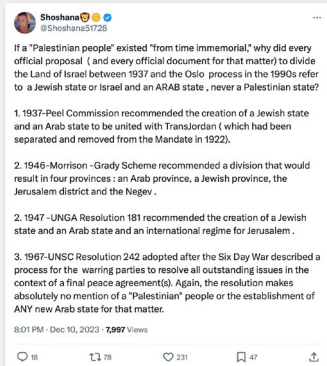 Shoshana
@Shoshana51728
If a "Palestinian people" existed "from time immemorial," why did every
official proposal ( and every official document for that matter) to divide
the Land of Israel between 1937 and the Oslo process in the 1990s refer
to a Jewish state or Israel and an ARAB state , never a Palestinian state?
1. 1937-Peel Commission recommended the creation of a Jewish state
and an Arab state to be united with TransJordan ( which had been
separated and removed from the Mandate in 1922).
2. 1946-Morrison -Grady Scheme recommended a division that would
result in four provinces : an Arab province, a Jewish province, the
Jerusalem district and the Negev .
2. 1947 -UNGA Resolution 181 recommended the creation of a Jewish
state and an Arab state and an international regime for Jerusalem .
3. 1967-UNSC Resolution 242 adopted after the Six Day War described a
process for the warring parties to resolve all outstanding issues in the
context of a final peace agreement(s). Again, the resolution makes
absolutely no mention of a "Palestinian" people or the establishment of
ANY new Arab state for that matter.
8:01 PM · Dec 10, 2023 · 7,997 Views
18 78 231 47